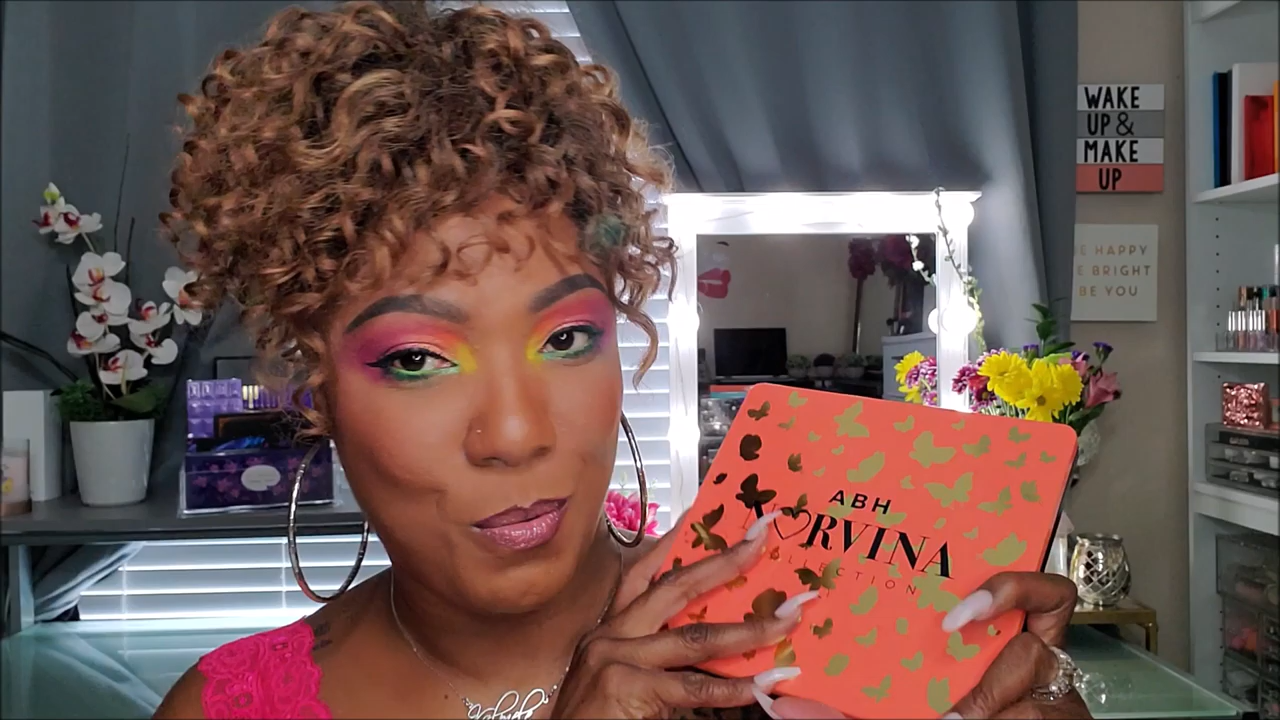 WAKE
UP &
MAKE
UP
E HAPPY
E BRIGHT
BE YOU
ABH
NORVINA
COLLECTION